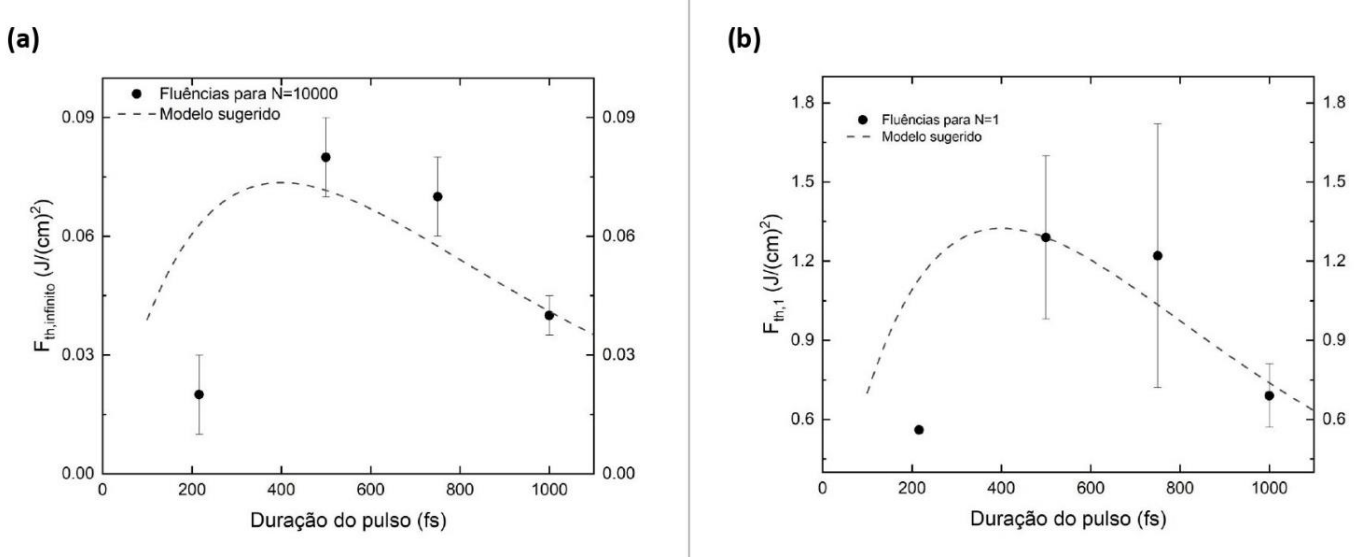 (a)
Fluências para N=10000
Modelo sugerido
0.09
0.06
0.03
0.00
0.09
0.06
0.03
0.00
F_th,infinito (J/(cm)^2)
0 200 400 600 800 1000
Duração do pulso (fs)
(b)
Fluências para N=1
Modelo sugerido
1.8
1.5
1.2
0.9
0.6
1.8
1.5
1.2
0.9
0.6
F_th,1 (J/(cm)^2)
0 200 400 600 800 1000
Duração do pulso (fs)